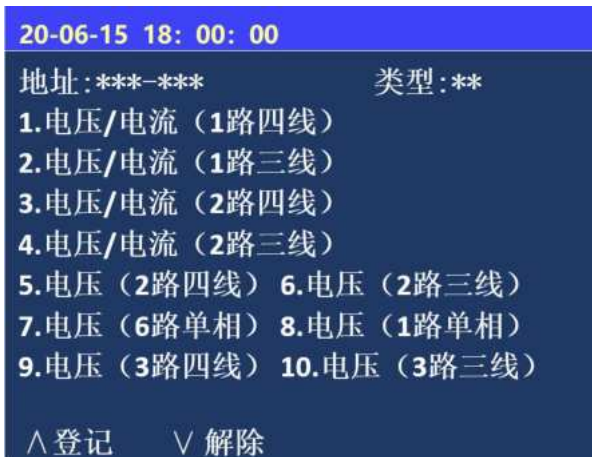 20-06-15 18: 00: 00
地址:***-*** 类型:**
1.电压/电流（1路四线）
2.电压/电流（1路三线）
3.电压/电流（2路四线）
4.电压/电流（2路三线）
5.电压（2路四线） 6.电压（2路三线）
7.电压（6路单相） 8.电压（1路单相）
9.电压（3路四线） 10.电压（3路三线）
∧登记 ∨ 解除